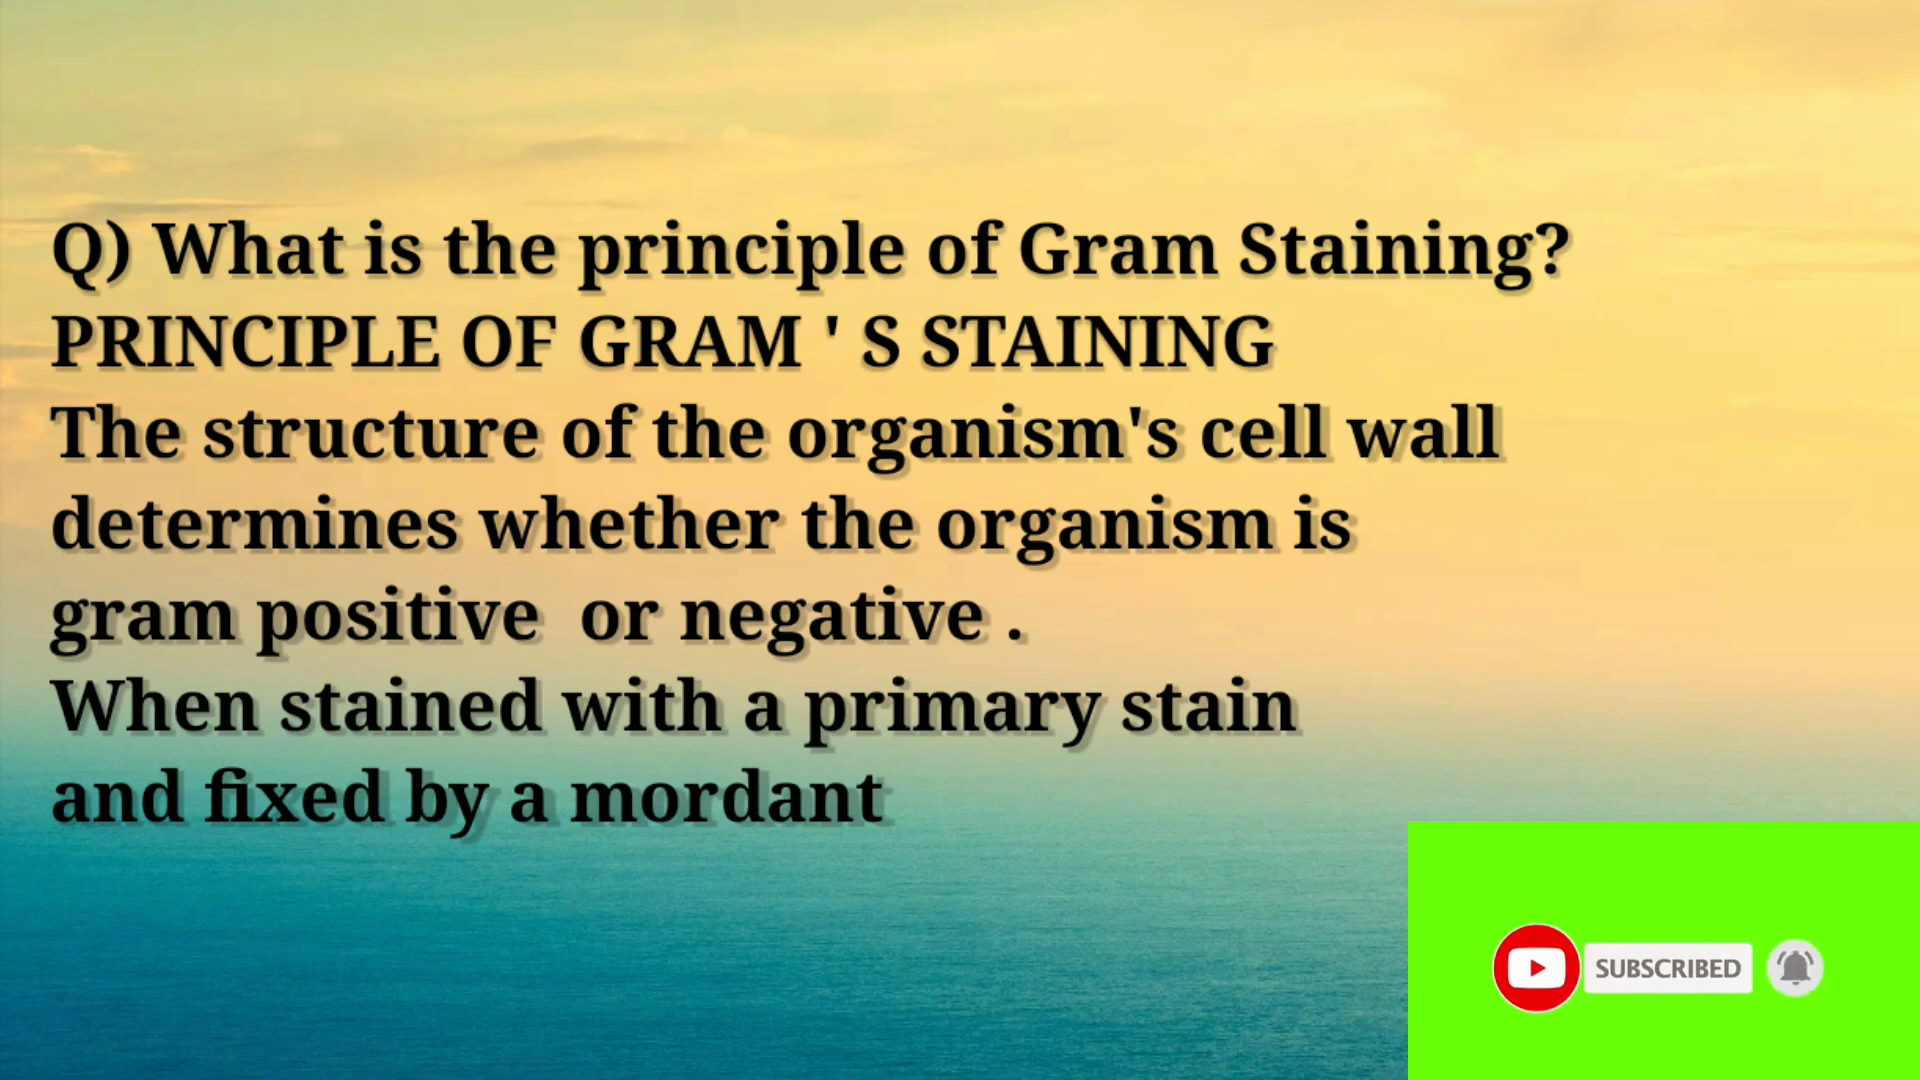 Q) What is the principle of Gram Staining?
PRINCIPLE OF GRAM ' S STAINING
The structure of the organism's cell wall
determines whether the organism is
gram positive  or negative .
When stained with a primary stain
and fixed by a mordant
SUBSCRIBED